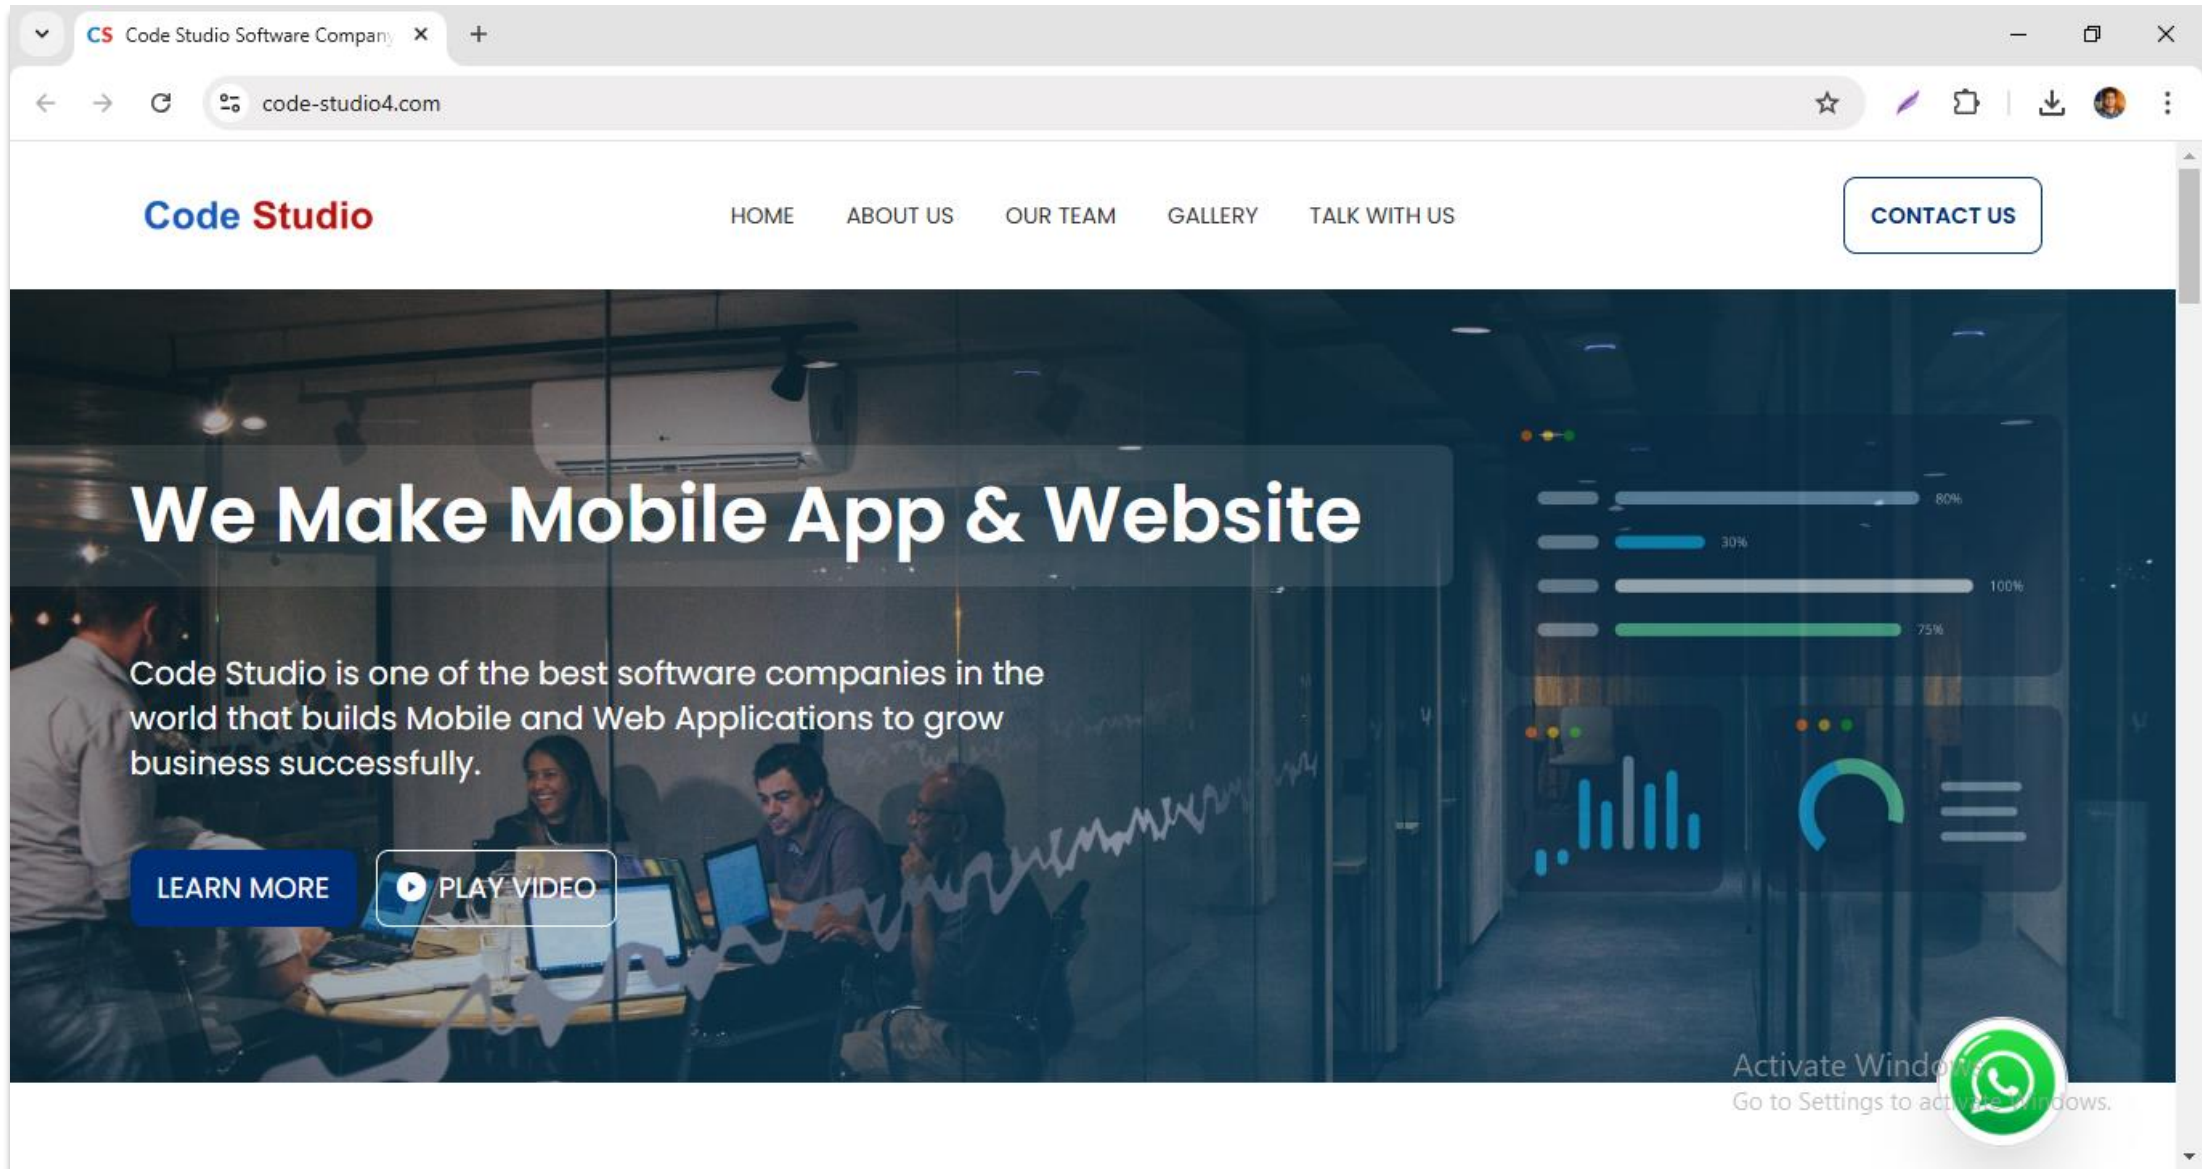 CS Code Studio Software Company
code-studio4.com
Code Studio
HOME ABOUT US OUR TEAM GALLERY TALK WITH US
CONTACT US
We Make Mobile App & Website
80%
30%
100%
75%
Code Studio is one of the best software companies in the
world that builds Mobile and Web Applications to grow
business successfully.
LEARN MORE
PLAY VIDEO
Activate Windows
Go to Settings to activate Windows.